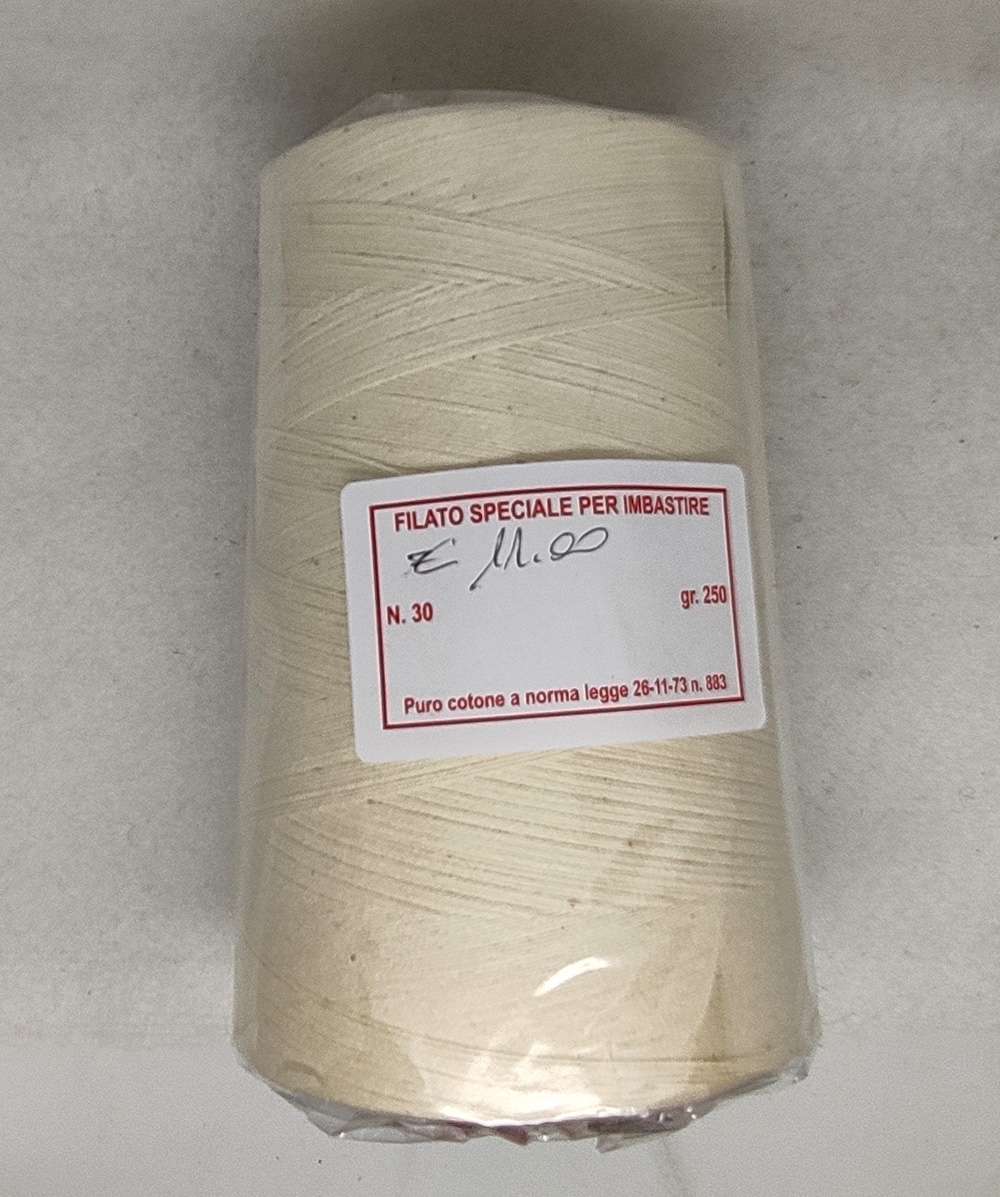 FILATO SPECIALE PER IMBASTIRE
€ 11.00
N. 30 gr. 250
Puro cotone a norma legge 26-11-73 n. 883